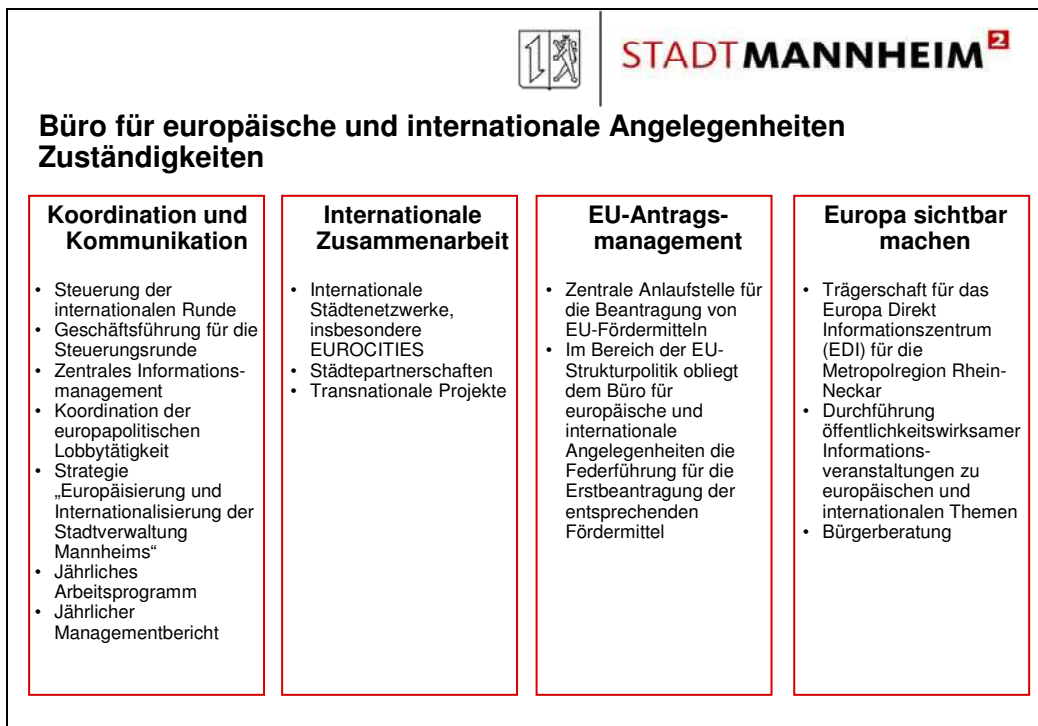 STADTMANNHEIM²
Büro für europäische und internationale Angelegenheiten
Zuständigkeiten
Koordination und
Kommunikation
• Steuerung der
internationalen Runde
• Geschäftsführung für die
Steuerungsrunde
• Zentrales Informations-
management
• Koordination der
europapolitischen
Lobbytätigkeit
• Strategie
„Europäisierung und
Internationalisierung der
Stadtverwaltung
Mannheims“
• Jährliches
Arbeitsprogramm
• Jährlicher
Managementbericht
Internationale
Zusammenarbeit
• Internationale
Städtenetzwerke,
insbesondere
EUROCITIES
• Städtepartnerschaften
• Transnationale Projekte
EU-Antrags-
management
• Zentrale Anlaufstelle für
die Beantragung von
EU-Fördermitteln
• Im Bereich der EU-
Strukturpolitik obliegt
dem Büro für
europäische und
internationale
Angelegenheiten die
Federführung für die
Erstbeantragung der
entsprechenden
Fördermittel
Europa sichtbar
machen
• Trägerschaft für das
Europa Direkt
Informationszentrum
(EDI) für die
Metropolregion Rhein-
Neckar
• Durchführung
öffentlichkeitswirksamer
Informations-
veranstaltungen zu
europäischen und
internationalen Themen
• Bürgerberatung